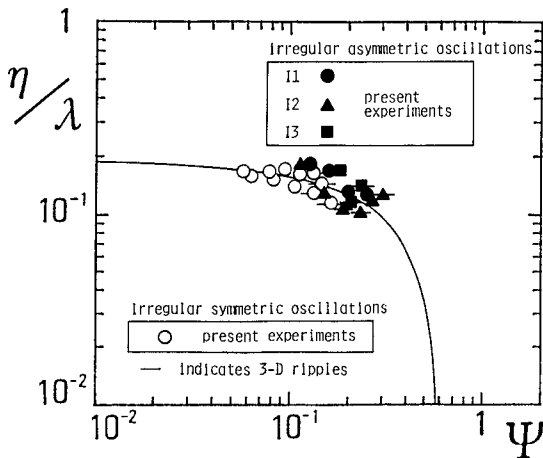 1
η/λ
10⁻¹
10⁻²
irregular asymmetric oscillations
I1
I2
I3
present
experiments
irregular symmetric oscillations
present experiments
— indicates 3-D ripples
10⁻² 10⁻¹ 1 Ψ